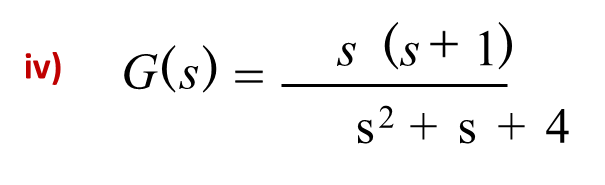 iv) G(s) = s (s + 1)
s² + s + 4